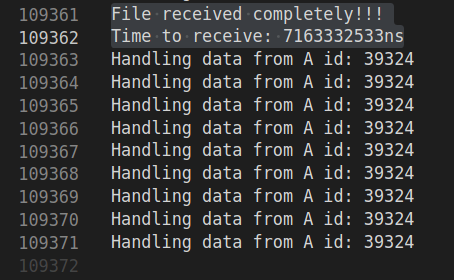 109361 File received completely!!!
109362 Time to receive: 7163332533ns
109363 Handling data from A id: 39324
109364 Handling data from A id: 39324
109365 Handling data from A id: 39324
109366 Handling data from A id: 39324
109367 Handling data from A id: 39324
109368 Handling data from A id: 39324
109369 Handling data from A id: 39324
109370 Handling data from A id: 39324
109371 Handling data from A id: 39324
109372